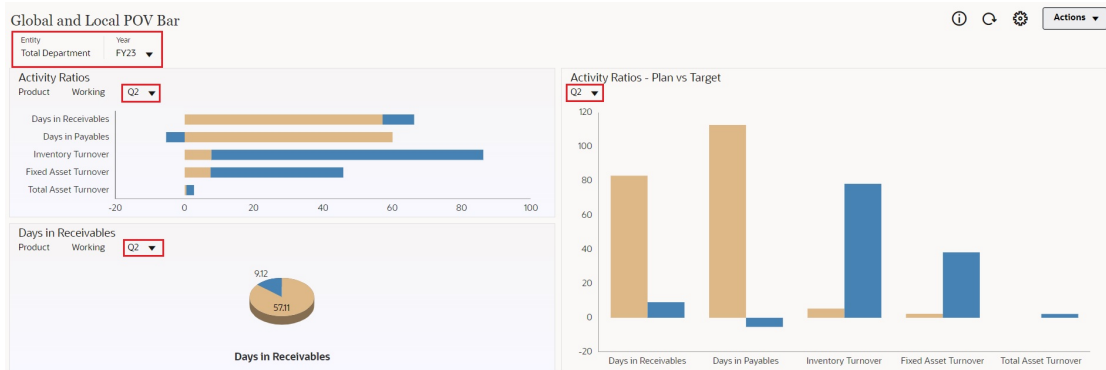 Global and Local POV Bar
Actions
Entity Year
Total Department FY23
Activity Ratios
Product Working Q2
Days in Receivables
Days in Payables
Inventory Turnover
Fixed Asset Turnover
Total Asset Turnover
-20 0 20 40 60 80 100
Days in Receivables
Product Working Q2
9.12
57.11
Days in Receivables
Activity Ratios - Plan vs Target
Q2
120
100
80
60
40
20
0
-20
Days in Receivables Days in Payables Inventory Turnover Fixed Asset Turnover Total Asset Turnover